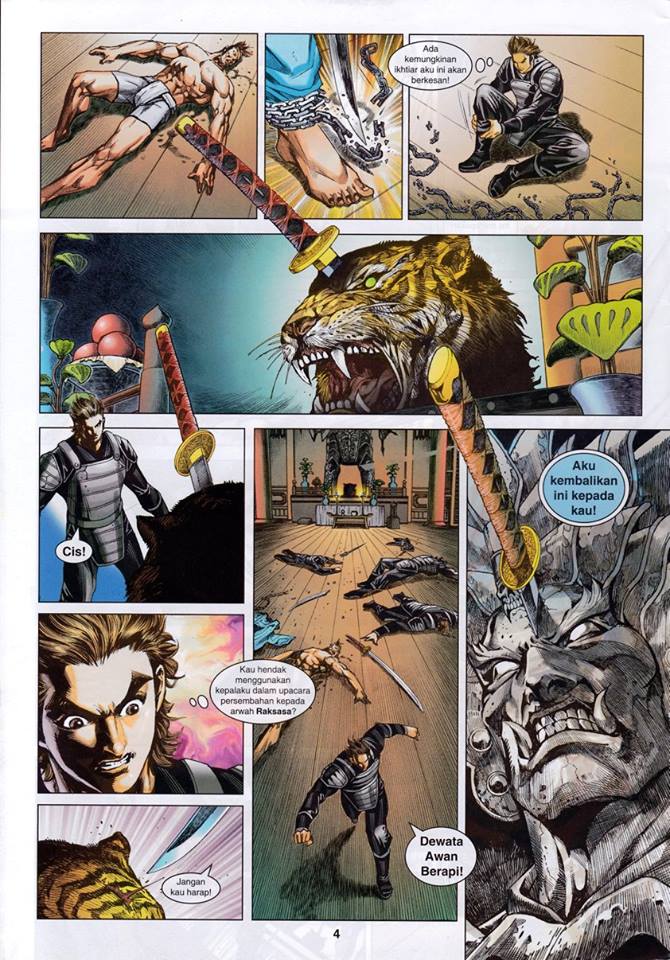 Ada
kemungkinan
ikhtiar aku ini akan
berkesan!
Cis!
Kau hendak
menggunakan
kepalaku dalam upacara
persembahan kepada
arwah Raksasa?
Jangan
kau harap!
Dewata
Awan
Berapi!
Aku
kembalikan
ini kepada
kau!
4